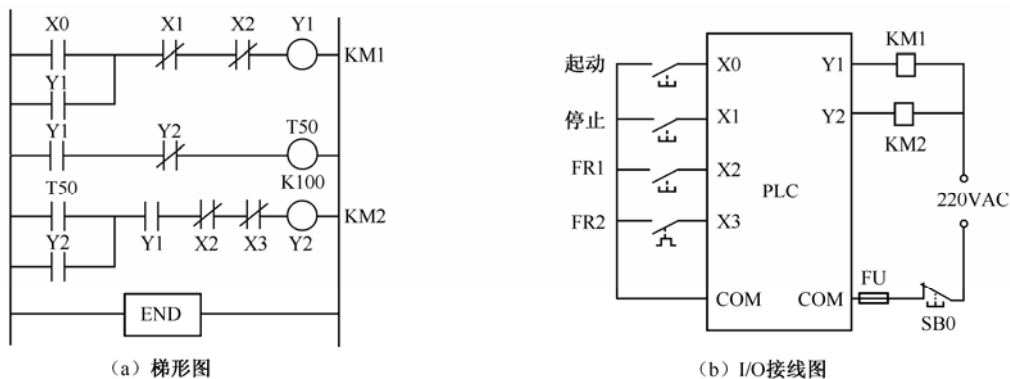 X0 X1 X2 Y1
KM1
Y1
Y1 Y2 T50
K100
T50
KM2
Y2 Y1 X2 X3 Y2
END
(a) 梯形图
起动 X0 Y1 KM1
停止 X1 Y2 KM2
FR1 X2
PLC 220VAC
FR2 X3
FU
COM COM
SB0
(b) I/O接线图